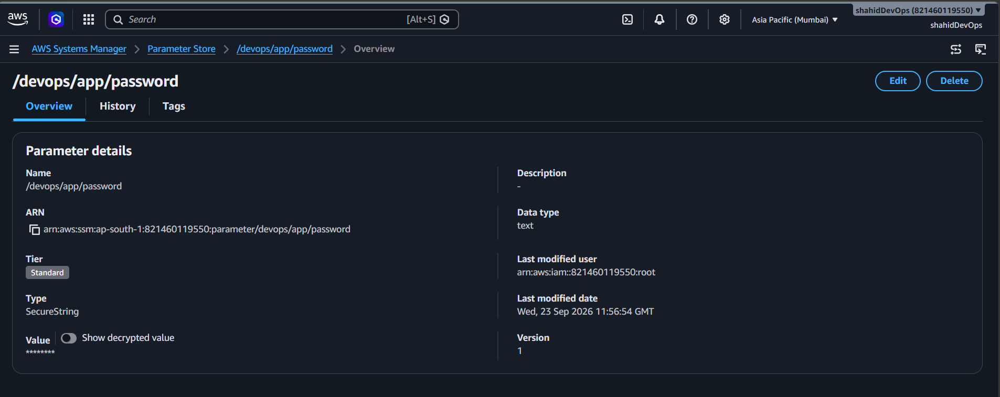 aws
Search [Alt+S]
Asia Pacific (Mumbai) ▼
shahidDevOps (821460119550) ▼
shahidDevOps
AWS Systems Manager > Parameter Store > /devops/app/password > Overview
/devops/app/password
Edit
Delete
Overview
History
Tags
Parameter details
Name
/devops/app/password
Description
-
ARN
arn:aws:ssm:ap-south-1:821460119550:parameter/devops/app/password
Data type
text
Tier
Standard
Last modified user
arn:aws:iam::821460119550:root
Type
SecureString
Last modified date
Wed, 23 Sep 2026 11:56:54 GMT
Value
Show decrypted value
********
Version
1